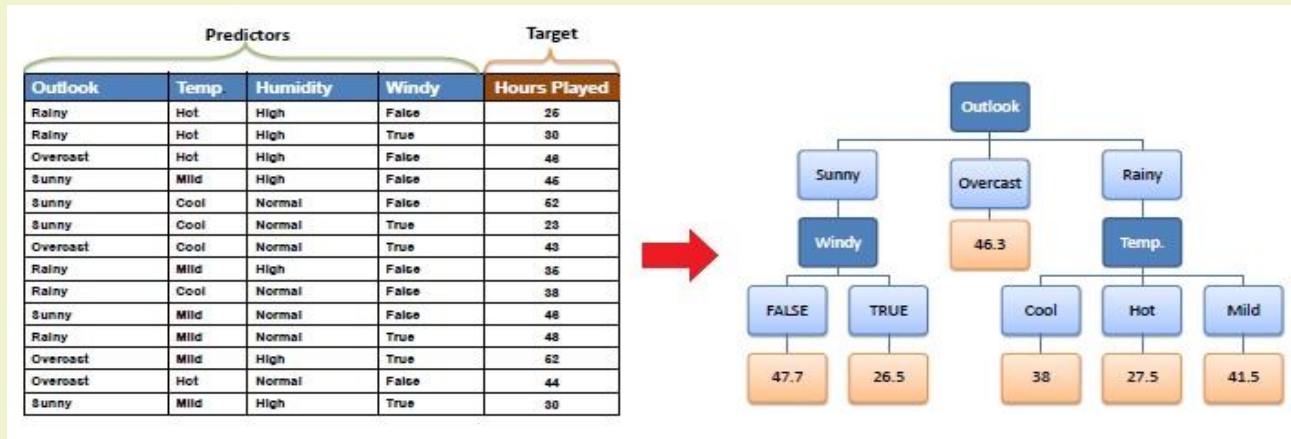 Predictors Target
Outlook Temp. Humidity Windy Hours Played
Rainy Hot High False 25
Rainy Hot High True 30
Overcast Hot High False 46
Sunny Mild High False 45
Sunny Cool Normal False 52
Sunny Cool Normal True 23
Overcast Cool Normal True 43
Rainy Mild High False 35
Rainy Cool Normal False 38
Sunny Mild Normal False 46
Rainy Mild Normal True 48
Overcast Mild High True 52
Overcast Hot Normal False 44
Sunny Mild High True 30
Outlook
Sunny Overcast Rainy
Windy 46.3 Temp.
FALSE TRUE Cool Hot Mild
47.7 26.5 38 27.5 41.5